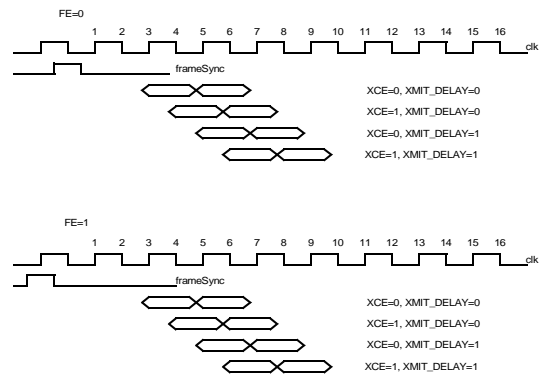 FE=0
1 2 3 4 5 6 7 8 9 10 11 12 13 14 15 16
clk
frameSync
XCE=0, XMIT_DELAY=0
XCE=1, XMIT_DELAY=0
XCE=0, XMIT_DELAY=1
XCE=1, XMIT_DELAY=1
FE=1
1 2 3 4 5 6 7 8 9 10 11 12 13 14 15 16
clk
frameSync
XCE=0, XMIT_DELAY=0
XCE=1, XMIT_DELAY=0
XCE=0, XMIT_DELAY=1
XCE=1, XMIT_DELAY=1